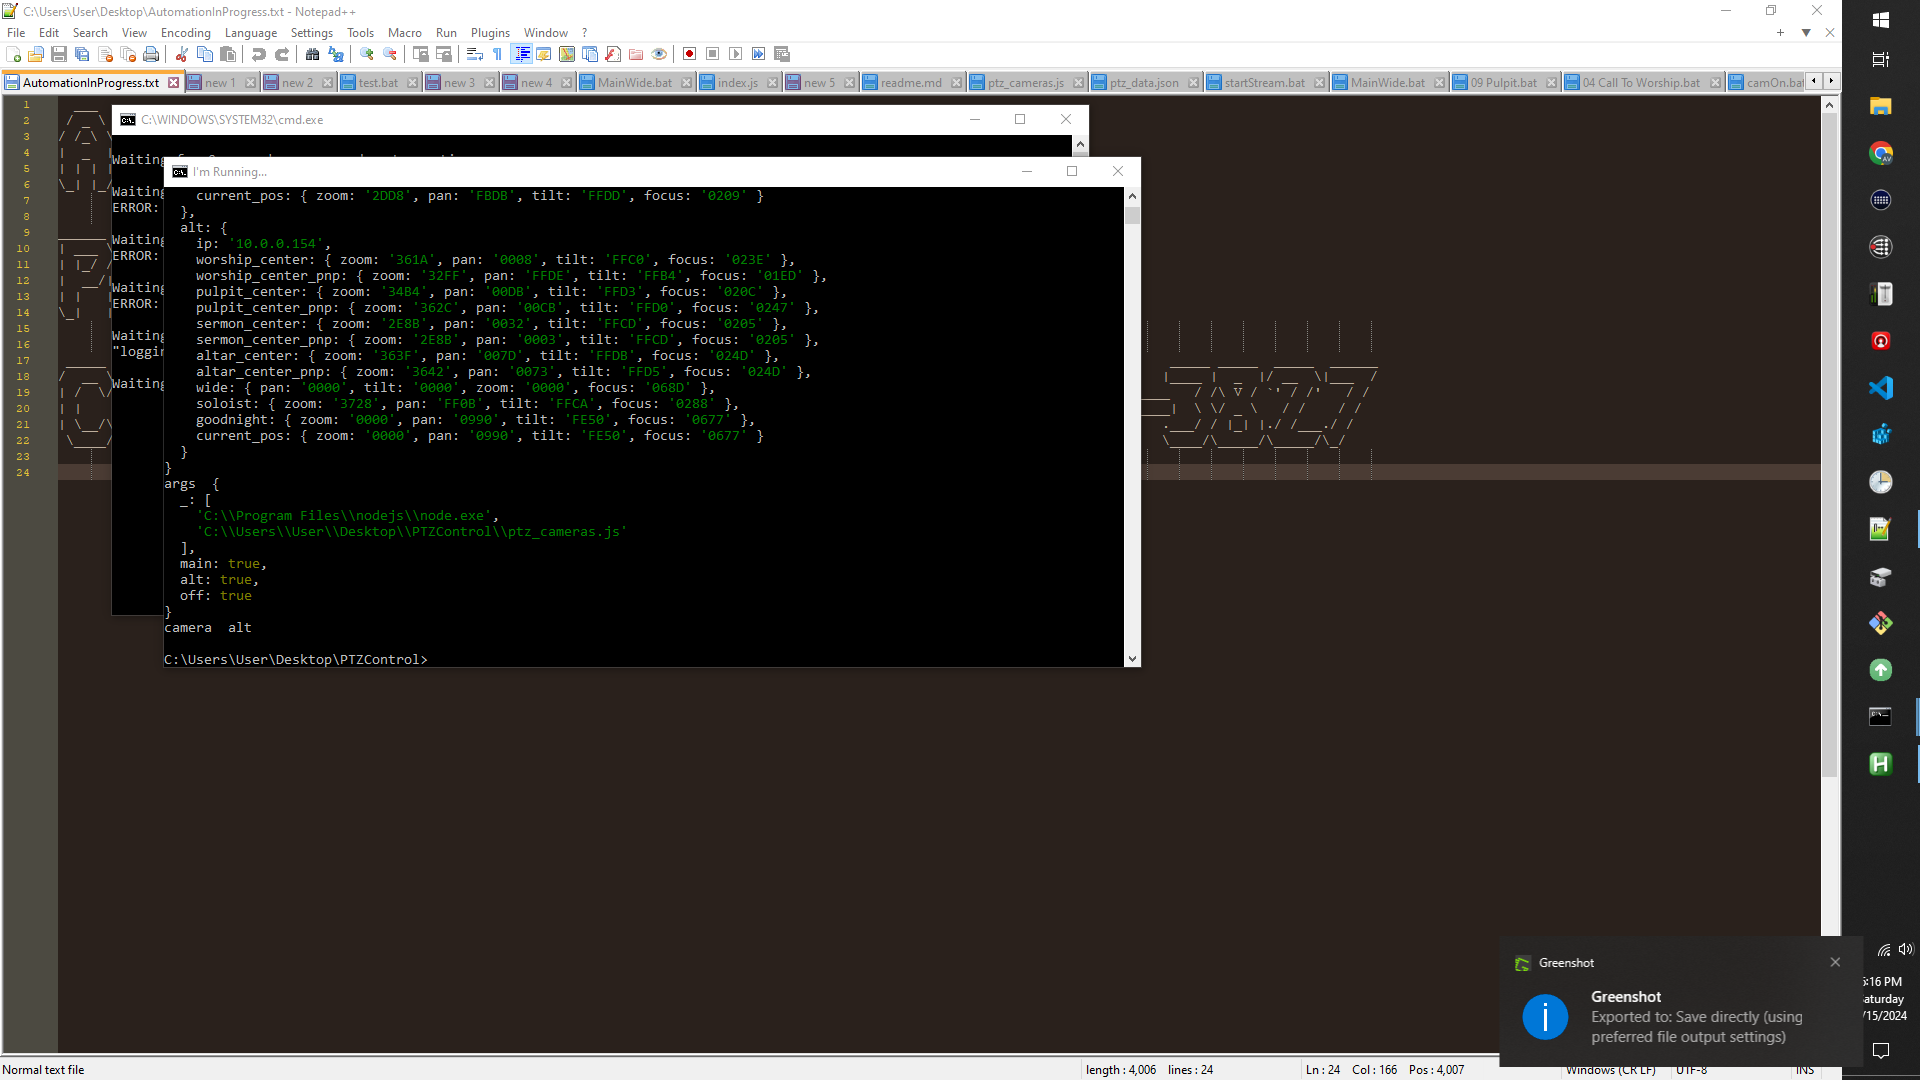 C:\Users\User\Desktop\AutomationInProgress.txt - Notepad++
File Edit Search View Encoding Language Settings Tools Macro Run Plugins Window ?
AutomationInProgress.txt new 1 new 2 test.bat new 3 new 4 MainWide.bat index.js new 5 readme.md ptz_cameras.js ptz_data.json startStream.bat MainWide.bat 09 Pulpit.bat 04 Call To Worship.bat camOn.bat
1
2
3
4
5
6
7
8
9
10
11
12
13
14
15
16
17
18
19
20
21
22
23
24
C:\WINDOWS\SYSTEM32\cmd.exe
Waiting
Waiting
ERROR:
Waiting
ERROR:
Waiting
ERROR:
Waiting
Waiting
I'm Running...
current_pos: { zoom: '2DD8', pan: 'FBDB', tilt: 'FFDD', focus: '0209' }
},
alt: {
ip: '10.0.0.154',
worship_center: { zoom: '361A', pan: '0008', tilt: 'FFC0', focus: '023E' },
worship_center_pnp: { zoom: '32FF', pan: 'FFDE', tilt: 'FFB4', focus: '01ED' },
pulpit_center: { zoom: '34B4', pan: '00DB', tilt: 'FFD3', focus: '020C' },
pulpit_center_pnp: { zoom: '362C', pan: '00CB', tilt: 'FFD0', focus: '0247' },
sermon_center: { zoom: '2E8B', pan: '0032', tilt: 'FFCD', focus: '0205' },
sermon_center_pnp: { zoom: '2E8B', pan: '0003', tilt: 'FFCD', focus: '0205' },
altar_center: { zoom: '363F', pan: '007D', tilt: 'FFDB', focus: '024D' },
altar_center_pnp: { zoom: '3642', pan: '0073', tilt: 'FFD5', focus: '024D' },
wide: { pan: '0000', tilt: '0000', zoom: '0000', focus: '068D' },
soloist: { zoom: '3728', pan: 'FF0B', tilt: 'FFCA', focus: '0288' },
goodnight: { zoom: '0000', pan: '0990', tilt: 'FE50', focus: '0677' },
current_pos: { zoom: '0000', pan: '0990', tilt: 'FE50', focus: '0677' }
}
}
args {
_: [
'C:\\Program Files\\nodejs\\node.exe',
'C:\\Users\\User\\Desktop\\PTZControl\\ptz_cameras.js'
],
main: true,
alt: true,
off: true
}
camera alt
C:\Users\User\Desktop\PTZControl>
Greenshot
Greenshot
Exported to: Save directly (using
preferred file output settings)
:16 PM
aturday
/15/2024
Normal text file length : 4,006 lines : 24 Ln : 24 Col : 166 Pos : 4,007 Windows (CR LF) UTF-8 INS